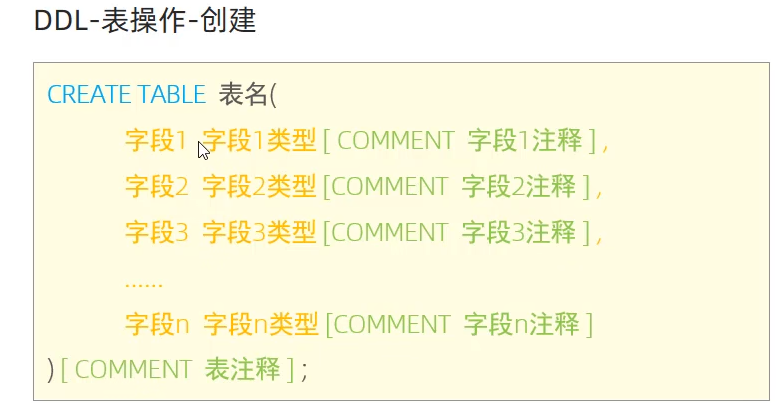 DDL-表操作-创建
CREATE TABLE 表名(
字段1 字段1类型 [ COMMENT 字段1注释 ] ,
字段2 字段2类型 [COMMENT 字段2注释 ] ,
字段3 字段3类型 [COMMENT 字段3注释 ] ,
......
字段n 字段n类型 [COMMENT 字段n注释 ]
) [ COMMENT 表注释 ] ;